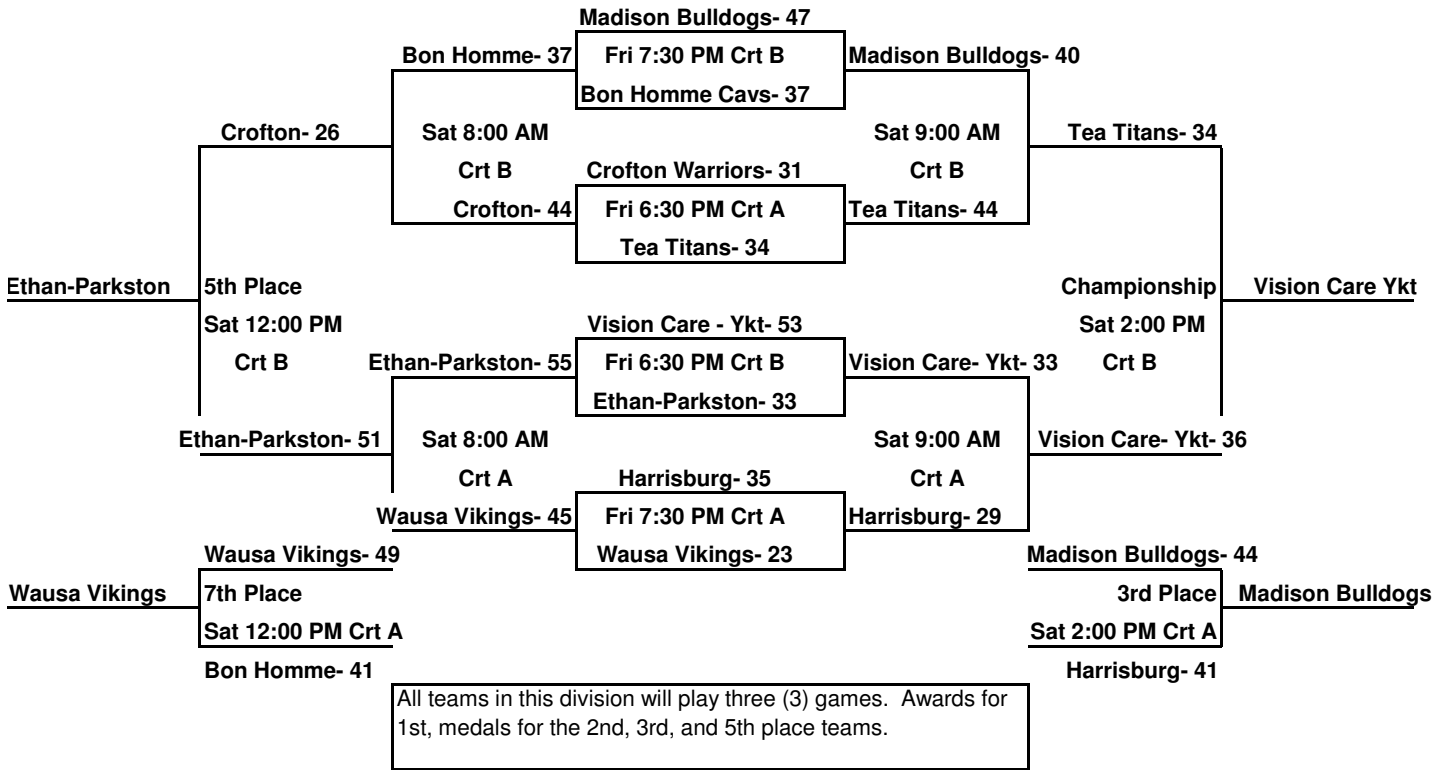 Madison Bulldogs- 47
Bon Homme- 37 Fri 7:30 PM Crt B Madison Bulldogs- 40
Bon Homme Cavs- 37
Crofton- 26 Sat 8:00 AM Sat 9:00 AM Tea Titans- 34
Crt B Crofton Warriors- 31 Crt B
Crofton- 44 Fri 6:30 PM Crt A Tea Titans- 44
Tea Titans- 34
Ethan-Parkston 5th Place Championship Vision Care Ykt
Sat 12:00 PM Vision Care - Ykt- 53 Sat 2:00 PM
Crt B Ethan-Parkston- 55 Fri 6:30 PM Crt B Vision Care- Ykt- 33 Crt B
Ethan-Parkston- 33
Ethan-Parkston- 51 Sat 8:00 AM Sat 9:00 AM Vision Care- Ykt- 36
Crt A Harrisburg- 35 Crt A
Wausa Vikings- 45 Fri 7:30 PM Crt A Harrisburg- 29
Wausa Vikings- 49 Wausa Vikings- 23 Madison Bulldogs- 44
Wausa Vikings 7th Place 3rd Place Madison Bulldogs
Sat 12:00 PM Crt A Sat 2:00 PM Crt A
Bon Homme- 41 Harrisburg- 41
All teams in this division will play three (3) games.  Awards for
1st, medals for the 2nd, 3rd, and 5th place teams.